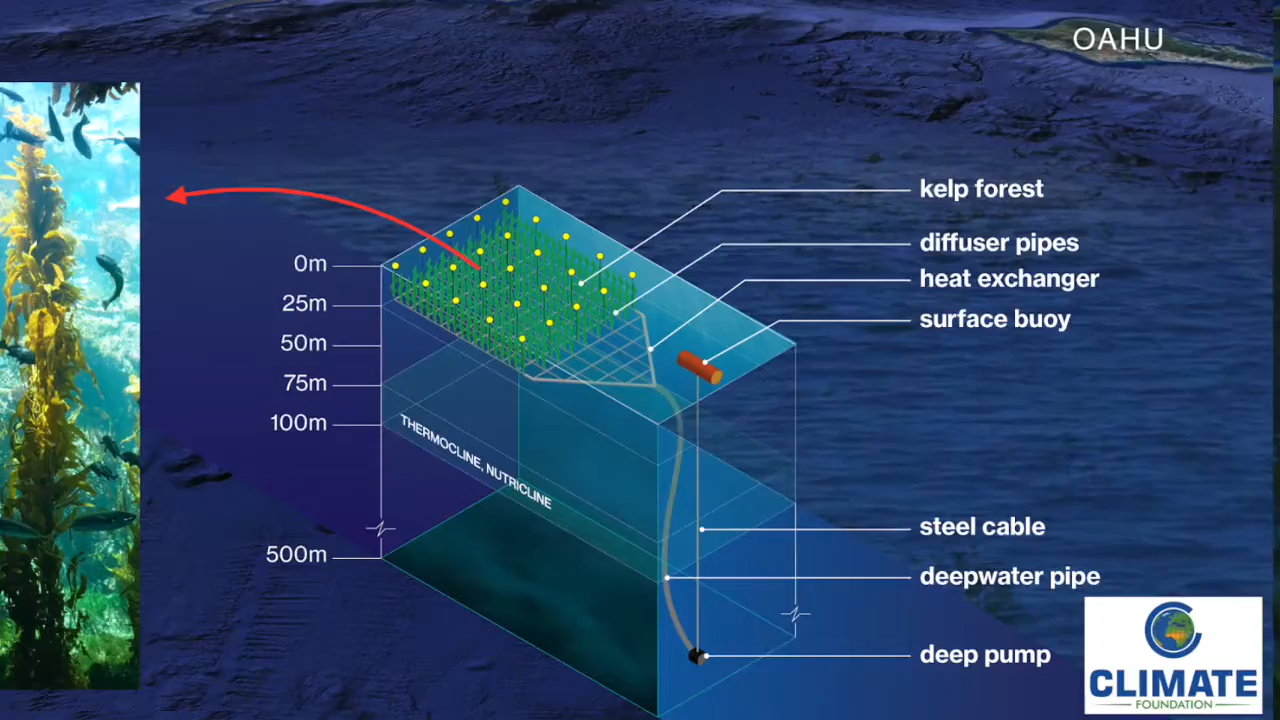 OAHU
kelp forest
diffuser pipes
heat exchanger
surface buoy
0m
25m
50m
75m
100m
THERMOCLINE, NUTRICLINE
500m
steel cable
deepwater pipe
deep pump
CLIMATE
FOUNDATION